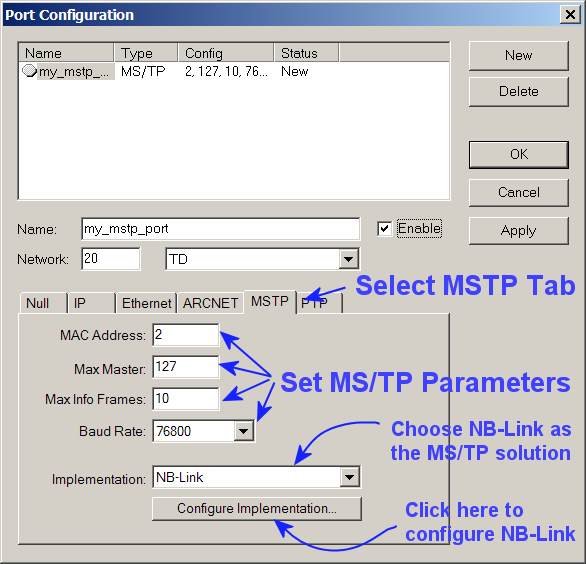 Port Configuration
Name Type Config Status
my_mstp_... MS/TP 2, 127, 10, 76... New
New
Delete
OK
Cancel
Apply
Name: my_mstp_port Enable
Network: 20 TD
Select MSTP Tab
Null IP Ethernet ARCNET MSTP PTP
MAC Address: 2
Max Master: 127
Set MS/TP Parameters
Max Info Frames: 10
Baud Rate: 76800
Choose NB-Link as
the MS/TP solution
Implementation: NB-Link
Configure Implementation...
Click here to
configure NB-Link